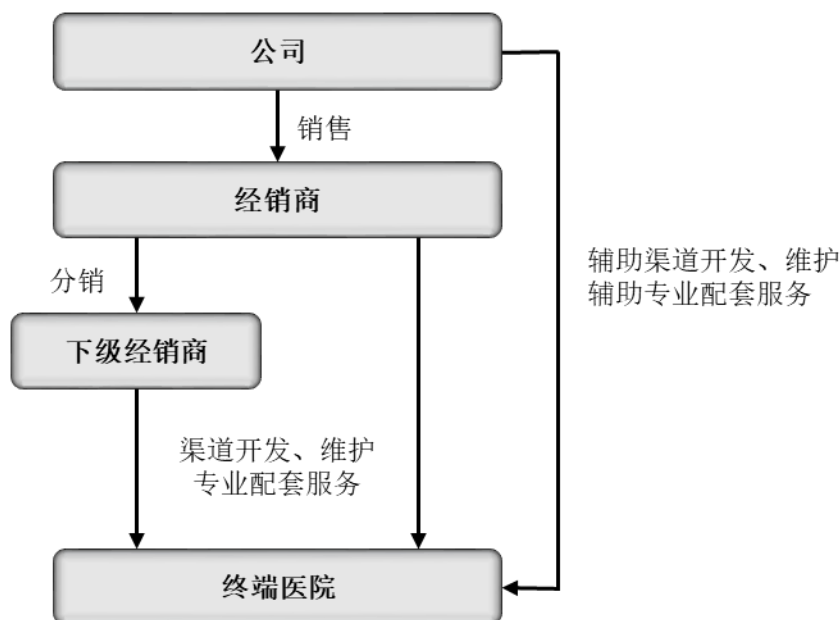 公司
销售
经销商
辅助渠道开发、维护
辅助专业配套服务
分销
下级经销商
渠道开发、维护
专业配套服务
终端医院